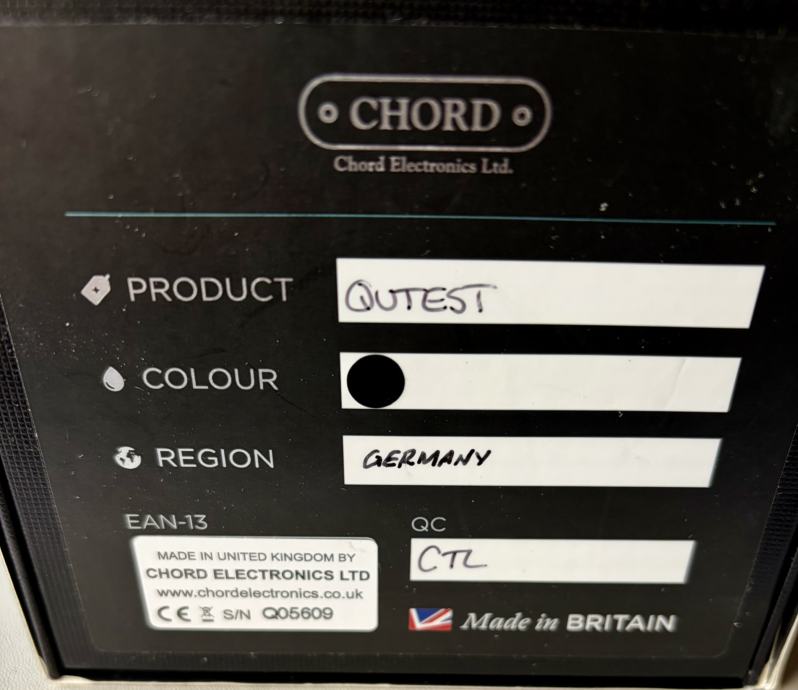 CHORD
Chord Electronics Ltd.
PRODUCT QUTEST
COLOUR
REGION GERMANY
EAN-13
MADE IN UNITED KINGDOM BY
CHORD ELECTRONICS LTD
www.chordelectronics.co.uk
CE S/N Q05609
QC
CTL
Made in BRITAIN